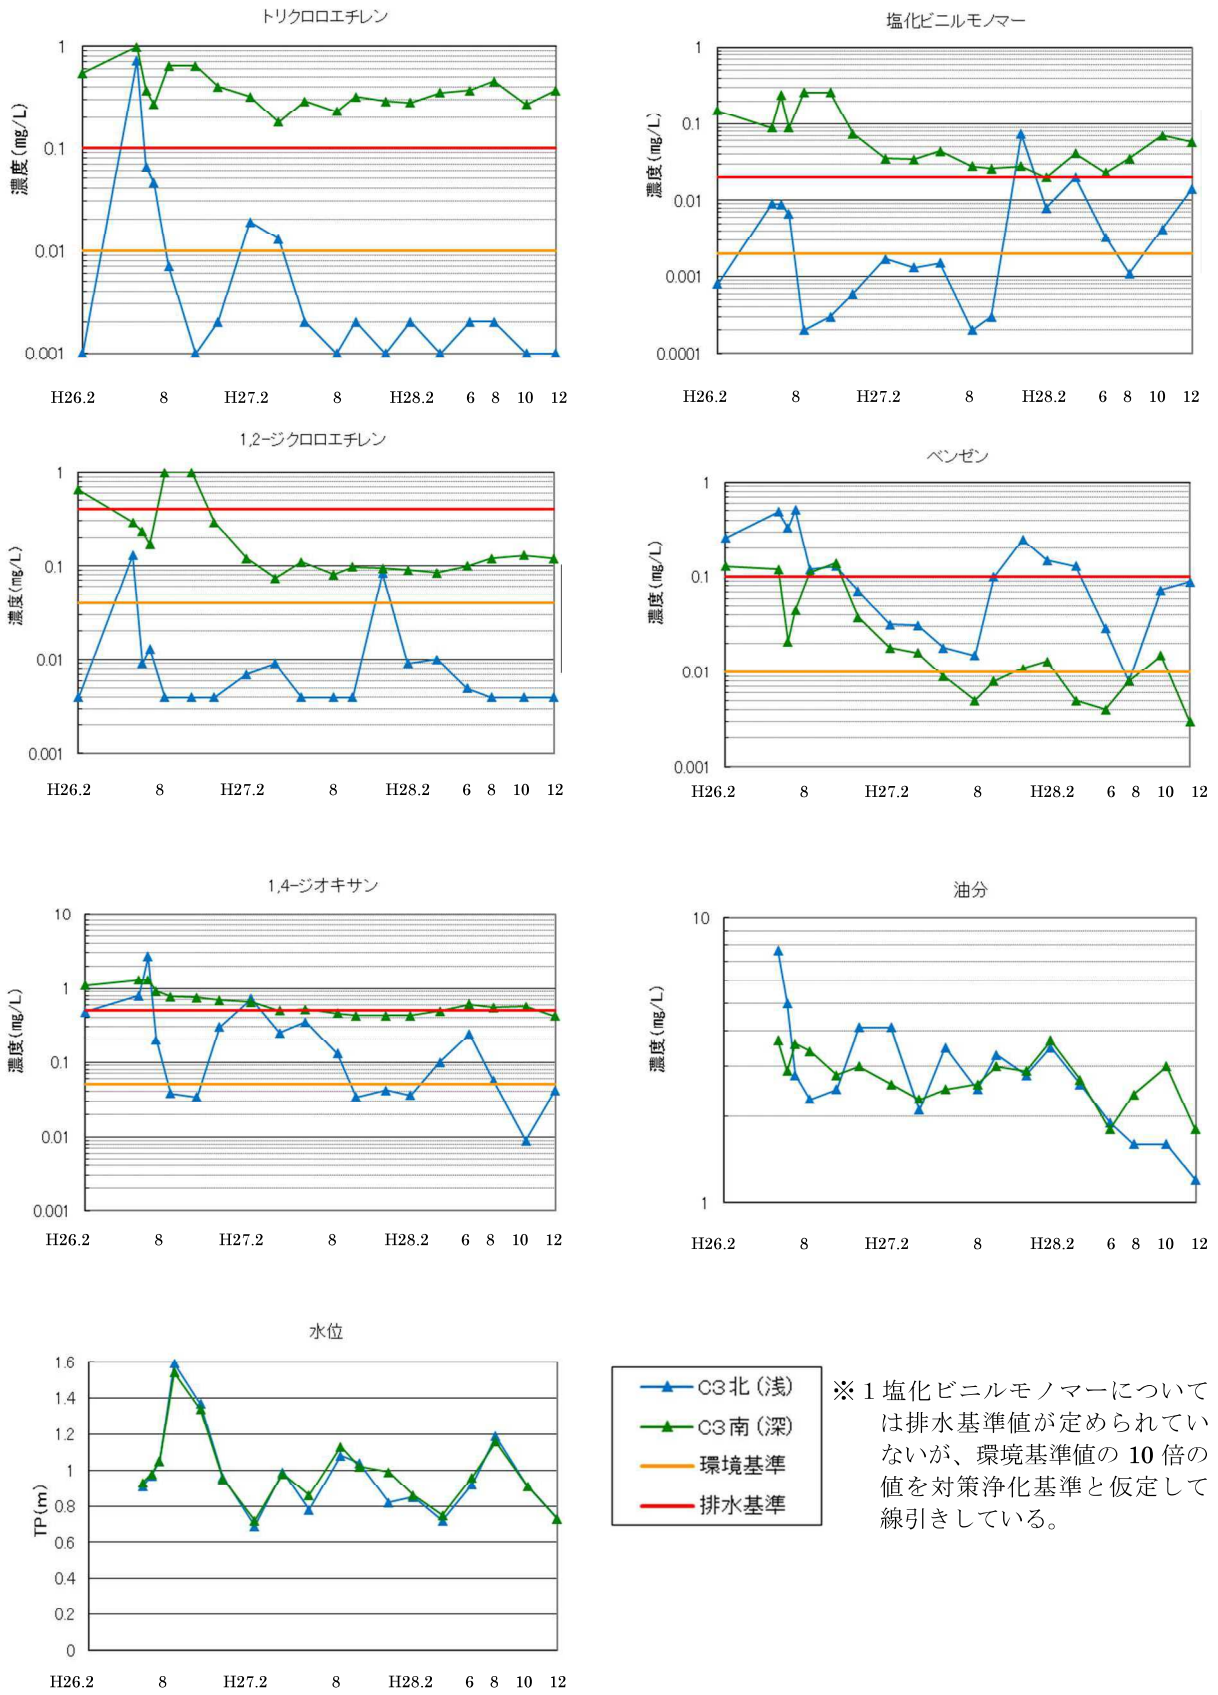 トリクロロエチレン
1
0.1
0.01
0.001
濃度(mg/L)
H26.2 8 H27.2 8 H28.2 6 8 10 12
塩化ビニルモノマー
1
0.1
0.01
0.001
0.0001
濃度(mg/L)
H26.2 8 H27.2 8 H28.2 6 8 10 12
1,2-ジクロロエチレン
1
0.1
0.01
0.001
濃度(mg/L)
H26.2 8 H27.2 8 H28.2 6 8 10 12
ベンゼン
1
0.1
0.01
0.001
濃度(mg/L)
H26.2 8 H27.2 8 H28.2 6 8 10 12
1,4-ジオキサン
10
1
0.1
0.01
0.001
濃度(mg/L)
H26.2 8 H27.2 8 H28.2 6 8 10 12
油分
10
1
濃度(mg/L)
H26.2 8 H27.2 8 H28.2 6 8 10 12
水位
1.6
1.4
1.2
1
0.8
0.6
0.4
0.2
0
TP(m)
H26.2 8 H27.2 8 H28.2 6 8 10 12
C3北(浅)
C3南(深)
環境基準
排水基準
※1塩化ビニルモノマーについて
は排水基準値が定められてい
ないが、環境基準値の 10 倍の
値を対策浄化基準と仮定して
線引きしている。